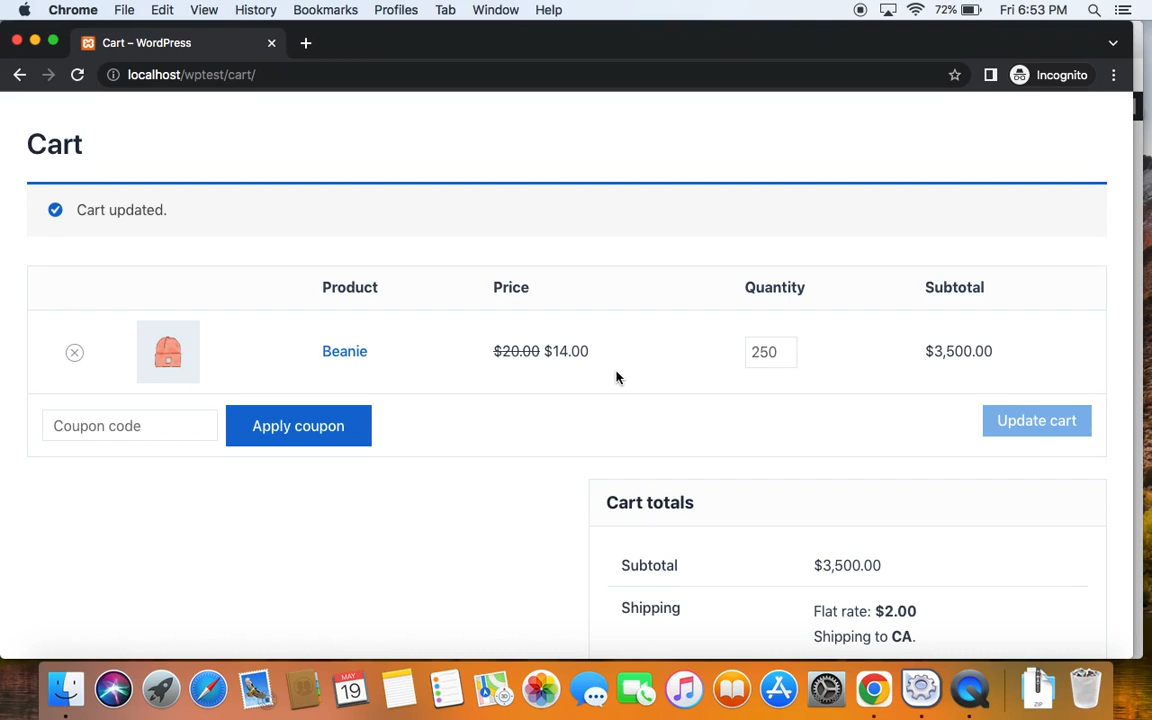 Chrome File Edit View History Bookmarks Profiles Tab Window Help 72% Fri 6:53 PM
Cart – WordPress
localhost/wptest/cart/ Incognito
Cart
Cart updated.
Product Price Quantity Subtotal
Beanie $20.00 $14.00 250 $3,500.00
Coupon code Apply coupon Update cart
Cart totals
Subtotal $3,500.00
Shipping Flat rate: $2.00
Shipping to CA.
MAY
19
ZIP